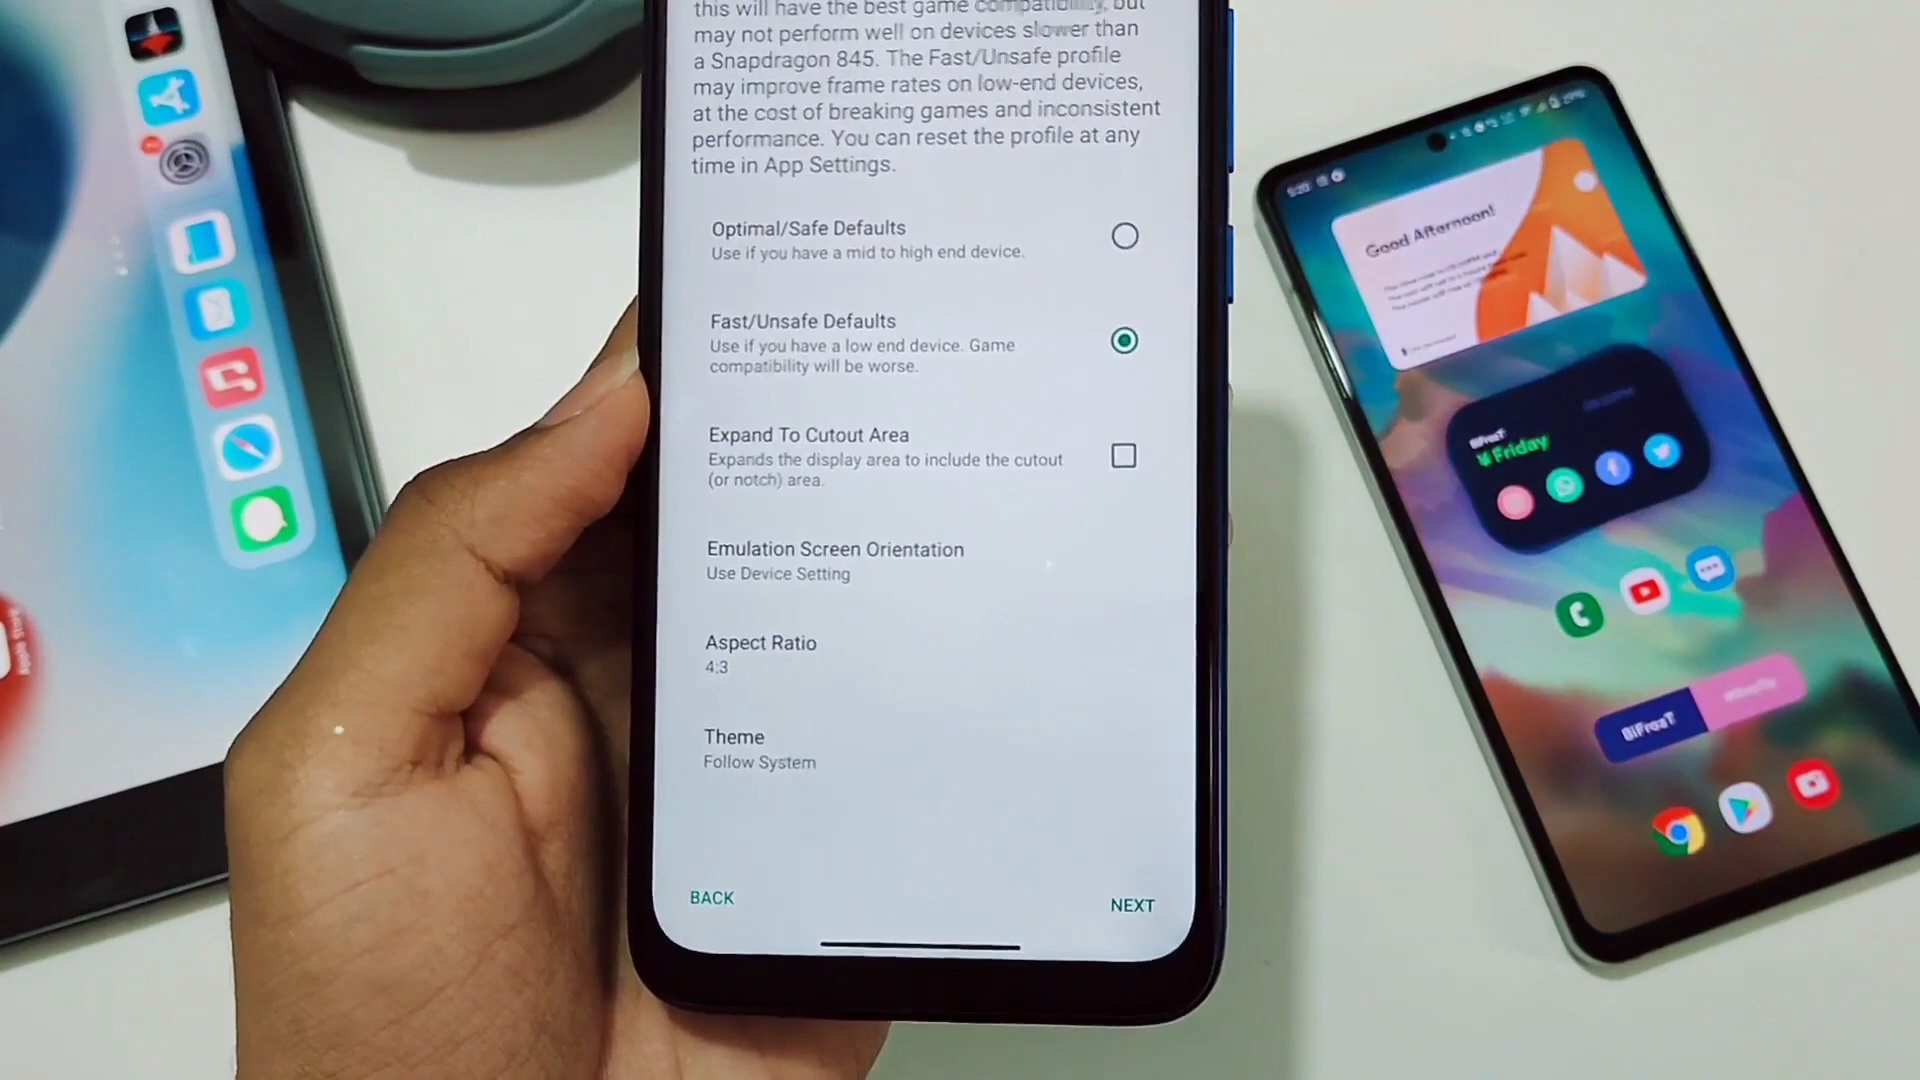 this will have the best game compatibility, but
may not perform well on devices slower than
a Snapdragon 845. The Fast/Unsafe profile
may improve frame rates on low-end devices,
at the cost of breaking games and inconsistent
performance. You can reset the profile at any
time in App Settings.
Optimal/Safe Defaults
Use if you have a mid to high end device.
Fast/Unsafe Defaults
Use if you have a low end device. Game
compatibility will be worse.
Expand To Cutout Area
Expands the display area to include the cutout
(or notch) area.
Emulation Screen Orientation
Use Device Setting
Aspect Ratio
4:3
Theme
Follow System
BACK
NEXT
Good Afternoon!
BiFrosT
Friday
BiFrosT